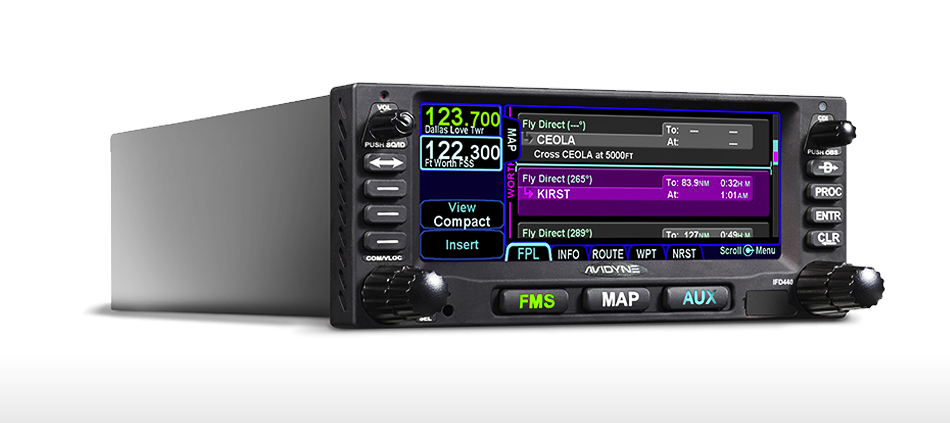 VOL
CDI
PUSH SQ/ID
PUSH OBS
123.700
Dallas Love Twr
122.300
Ft Worth FSS
View
Compact
Insert
MAP
Fly Direct (---°)
CEOLA
Cross CEOLA at 5000FT
To: — —
At: —
Fly Direct (265°)
KIRST
To: 83.9NM 0:32H:M
At: 1:01AM
Fly Direct (289°)
To: 127NM 0:49H:M
FPL INFO ROUTE WPT NRST
Scroll Menu
D
PROC
ENTR
CLR
COM/VLOC
AVIDYNE
IFD440
FMS MAP AUX